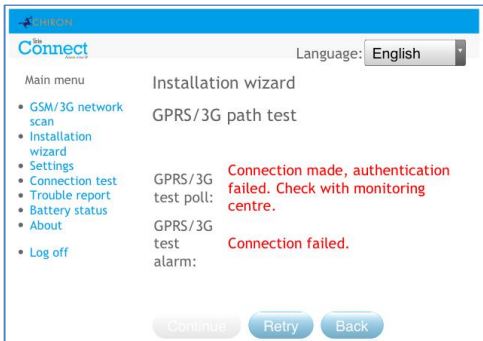 CHIRON
Iris
Connect
Language: English
Main menu
• GSM/3G network
scan
• Installation
wizard
• Settings
• Connection test
• Trouble report
• Battery status
• About
• Log off
Installation wizard
GPRS/3G path test
GPRS/3G
test poll:
Connection made, authentication
failed. Check with monitoring
centre.
GPRS/3G
test
alarm:
Connection failed.
Continue Retry Back